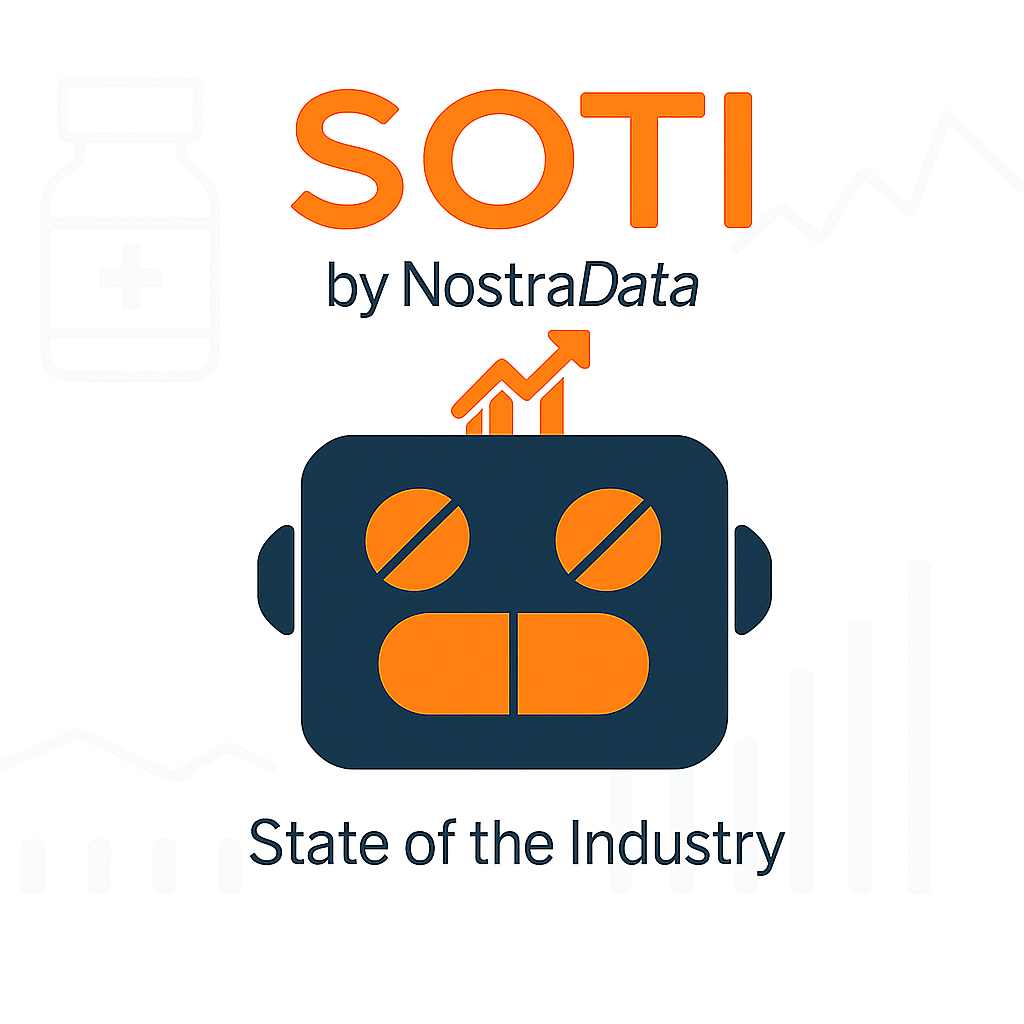 SOTI
by NostraData
State of the Industry